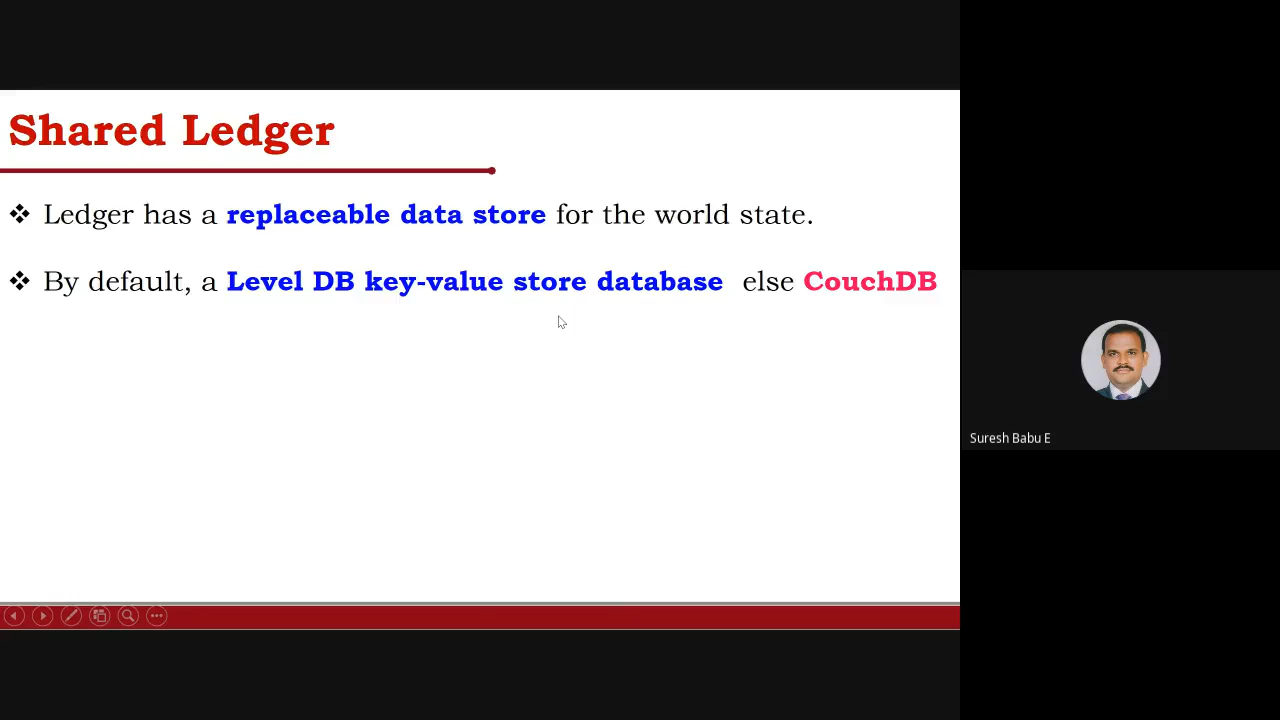 Shared Ledger
❖ Ledger has a replaceable data store for the world state.
❖ By default, a Level DB key-value store database else CouchDB
Suresh Babu E